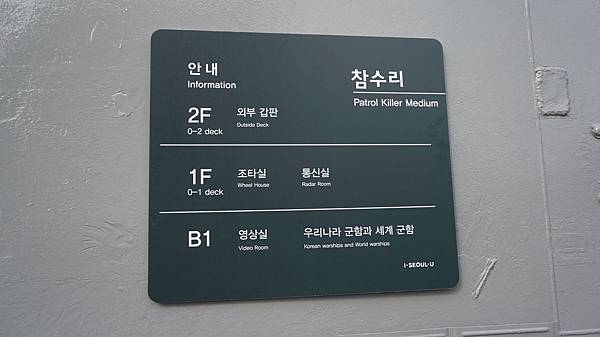 안내
Information
참수리
Patrol Killer Medium
2F
0-2 deck
외부 갑판
Outside Deck
1F
0-1 deck
조타실
Wheel House
통신실
Radar Room
B1
영상실
Video Room
우리나라 군함과 세계 군함
Korean warships and World warships
I·SEOUL·U